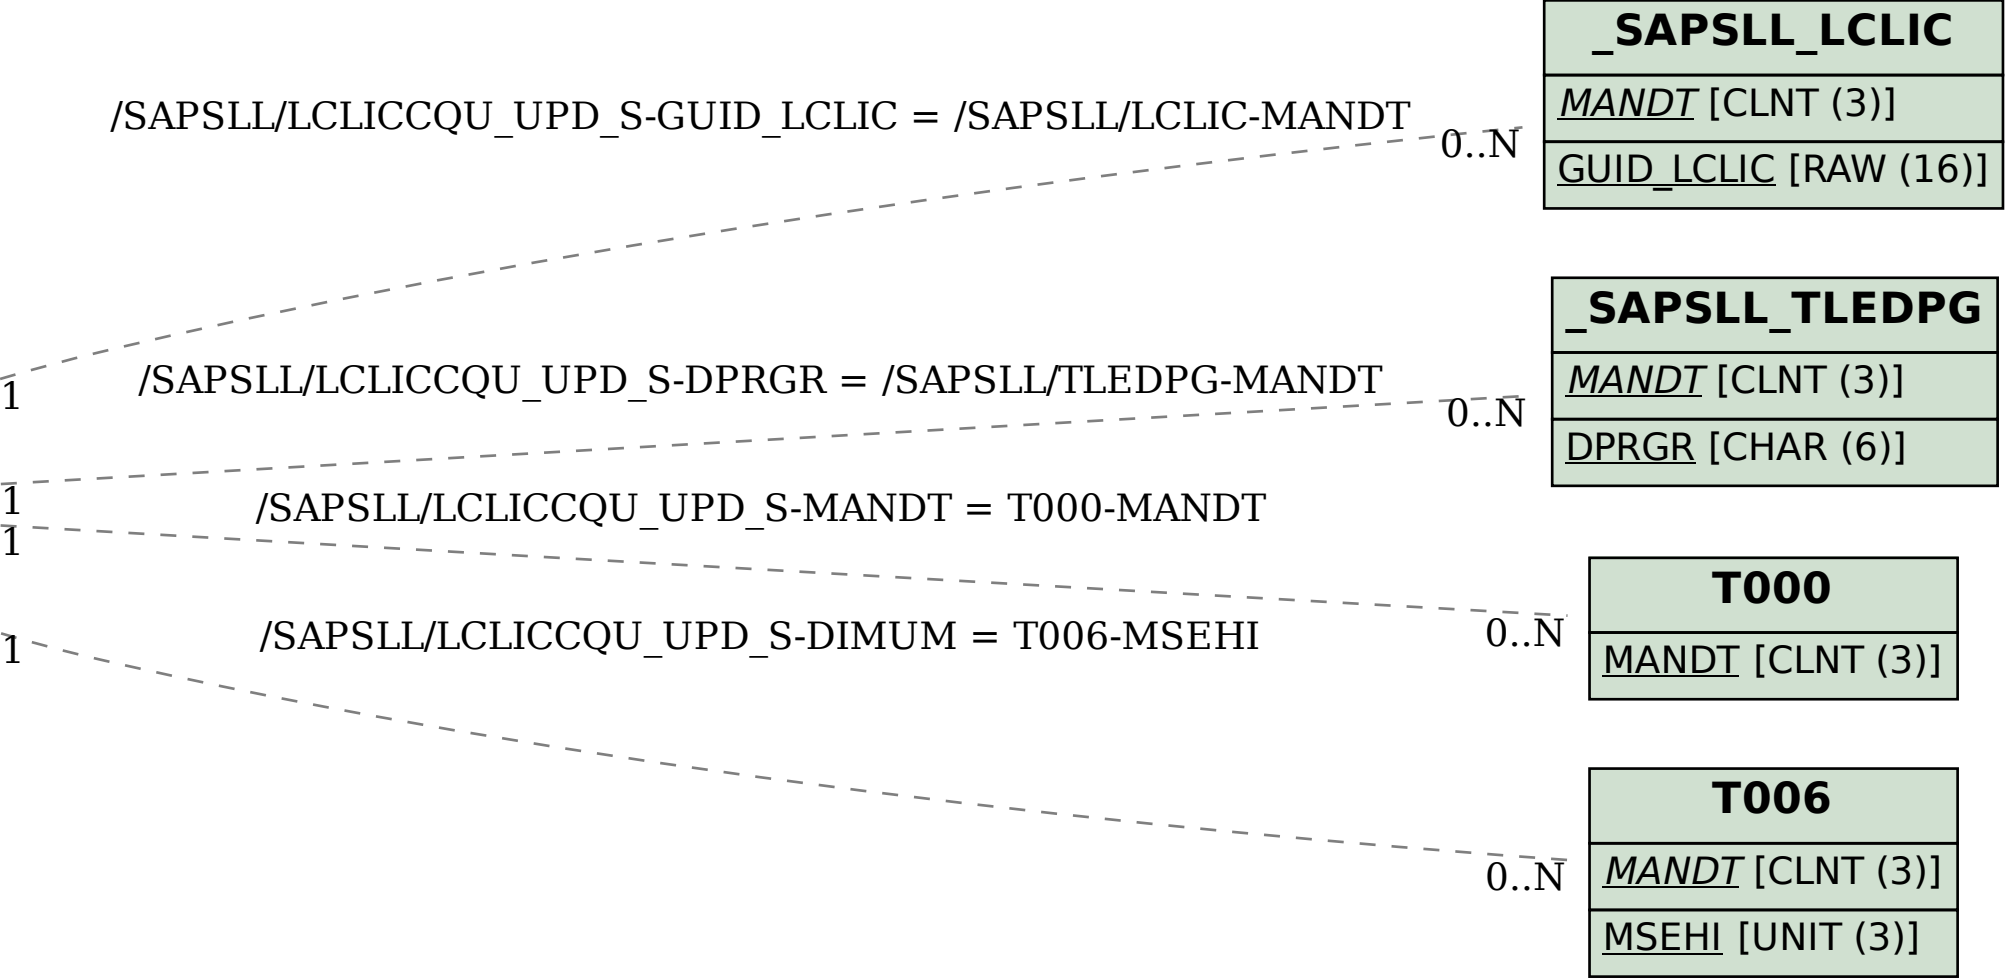 _SAPSLL_LCLIC
MANDT [CLNT (3)]
GUID_LCLIC [RAW (16)]
/SAPSLL/LCLICCQU_UPD_S-GUID_LCLIC = /SAPSLL/LCLIC-MANDT
0..N
1
_SAPSLL_TLEDPG
MANDT [CLNT (3)]
DPRGR [CHAR (6)]
/SAPSLL/LCLICCQU_UPD_S-DPRGR = /SAPSLL/TLEDPG-MANDT
0..N
1
/SAPSLL/LCLICCQU_UPD_S-MANDT = T000-MANDT
1
0..N
T000
MANDT [CLNT (3)]
/SAPSLL/LCLICCQU_UPD_S-DIMUM = T006-MSEHI
1
0..N
T006
MANDT [CLNT (3)]
MSEHI [UNIT (3)]